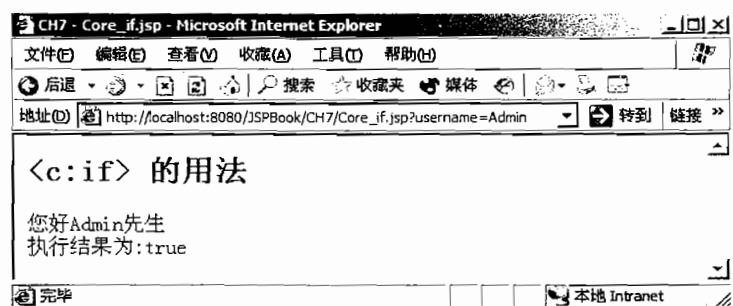 CH7 - Core_if.jsp - Microsoft Internet Explorer
文件(F) 编辑(E) 查看(V) 收藏(A) 工具(T) 帮助(H)
后退 搜索 收藏夹 媒体
地址(D) http://localhost:8080/JSPBook/CH7/Core_if.jsp?username=Admin 转到 链接 »
<c:if> 的用法
您好Admin先生
执行结果为:true
完毕 本地 Intranet